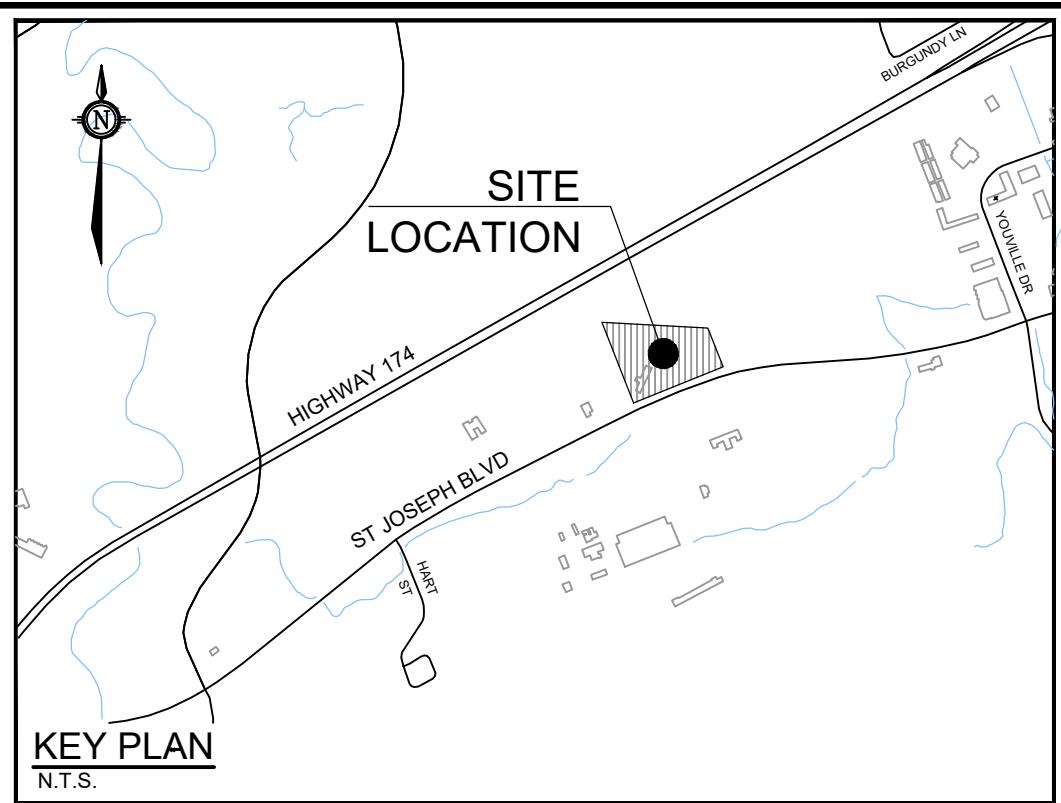 BURGUNDY LN
N
SITE
LOCATION
YOUVILLE DR
HIGHWAY 174
ST JOSEPH BLVD
HART
ST
KEY PLAN
N.T.S.